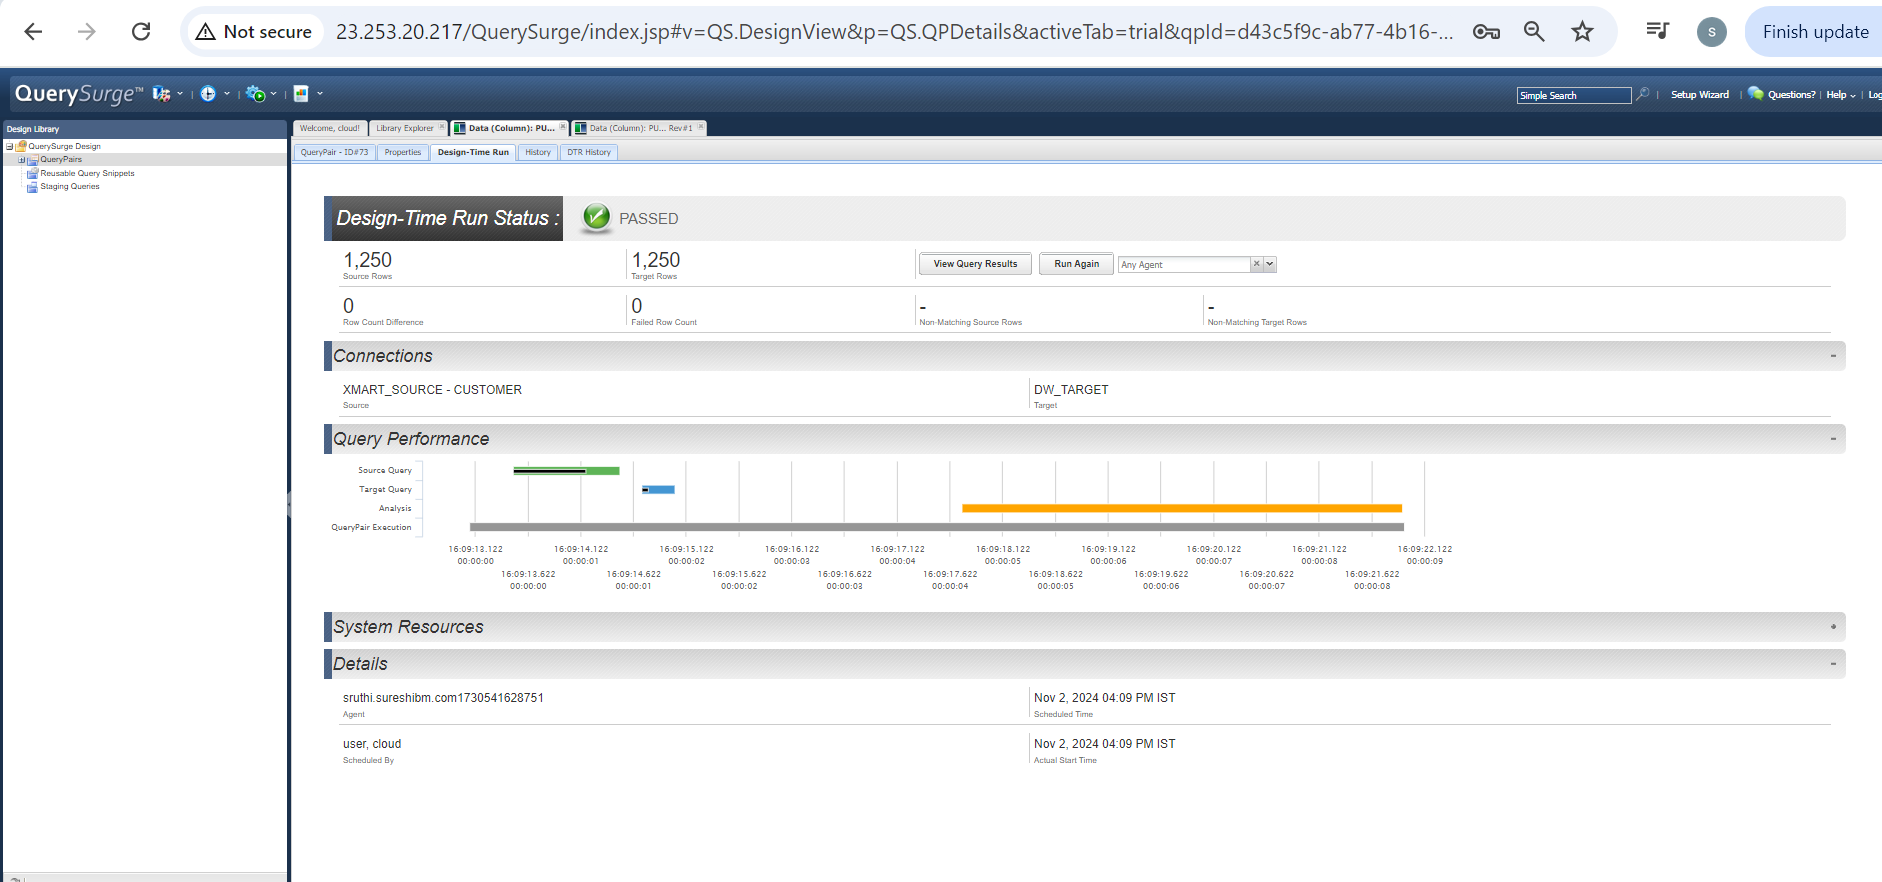 Not secure 23.253.20.217/QuerySurge/index.jsp#v=QS.DesignView&p=QS.QPDetails&activeTab=trial&qpId=d43c5f9c-ab77-4b16-... S Finish update
QuerySurge™ Simple Search Setup Wizard Questions? Help Log
Design Library
QuerySurge Design
QueryPairs
Reusable Query Snippets
Staging Queries
Welcome, cloud! Library Explorer Data (Column): PU... Data (Column): PU... Rev#1
QueryPair - ID#73 Properties Design-Time Run History DTR History
Design-Time Run Status : PASSED
1,250 1,250 View Query Results Run Again Any Agent
Source Rows Target Rows
0 0 - -
Row Count Difference Failed Row Count Non-Matching Source Rows Non-Matching Target Rows
Connections -
XMART_SOURCE - CUSTOMER DW_TARGET
Source Target
Query Performance -
Source Query
Target Query
Analysis
QueryPair Execution
16:09:13.122 16:09:14.122 16:09:15.122 16:09:16.122 16:09:17.122 16:09:18.122 16:09:19.122 16:09:20.122 16:09:21.122 16:09:22.122
00:00:00 00:00:01 00:00:02 00:00:03 00:00:04 00:00:05 00:00:06 00:00:07 00:00:08 00:00:09
16:09:13.622 16:09:14.622 16:09:15.622 16:09:16.622 16:09:17.622 16:09:18.622 16:09:19.622 16:09:20.622 16:09:21.622
00:00:00 00:00:01 00:00:02 00:00:03 00:00:04 00:00:05 00:00:06 00:00:07 00:00:08
System Resources +
Details -
sruthi.sureshibm.com1730541628751 Nov 2, 2024 04:09 PM IST
Agent Scheduled Time
user, cloud Nov 2, 2024 04:09 PM IST
Scheduled By Actual Start Time